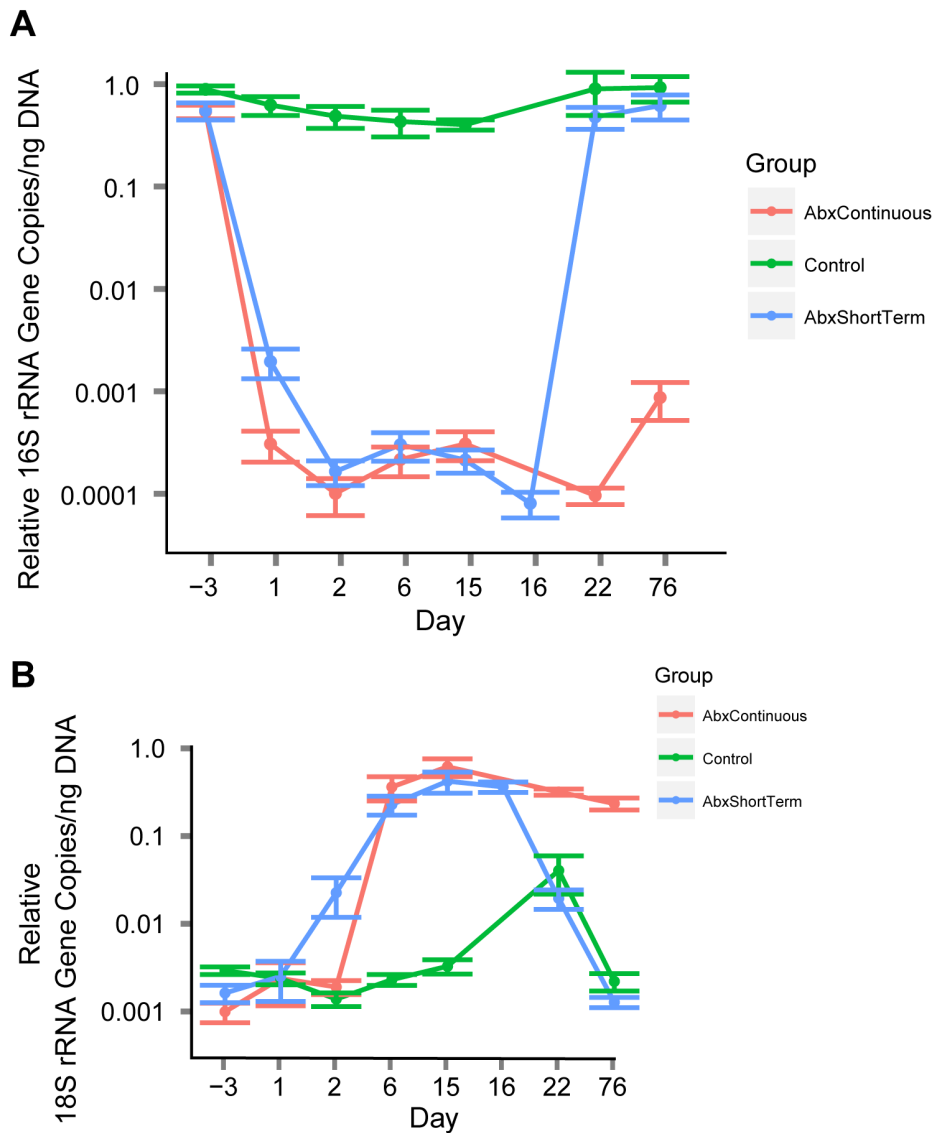 A
Relative 16S rRNA Gene Copies/ng DNA
1.0
0.1
0.01
0.001
0.0001
−3 1 2 6 15 16 22 76
Day
Group
AbxContinuous
Control
AbxShortTerm
B
Relative
18S rRNA Gene Copies/ng DNA
1.0
0.1
0.01
0.001
−3 1 2 6 15 16 22 76
Day
Group
AbxContinuous
Control
AbxShortTerm